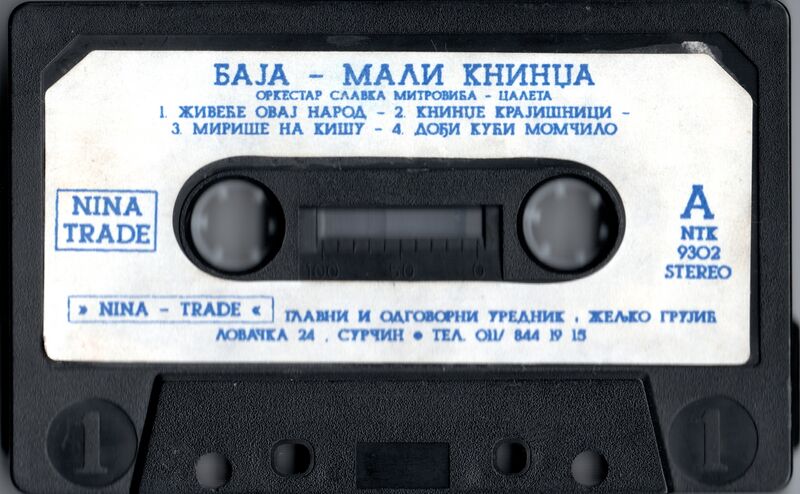 БАЈА - МАЛИ КНИНЏА
ОРКЕСТАР СЛАВКА МИТРОВИЋА - ЦАЛЕТА
1. ЖИВЕЋЕ ОВАЈ НАРОД - 2. КНИНЏЕ КРАЈИШНИЦИ -
3. МИРИШЕ НА КИШУ - 4. ДОЂИ КУЋИ МОМЧИЛО
NINA
TRADE
A
NTK
9302
STEREO
100 50 0
» NINA - TRADE « ГЛАВНИ И ОДГОВОРНИ УРЕДНИК , ЖЕЉКО ГРУЈИЋ
ЛОВАЧКА 24 , СУРЧИН • ТЕЛ. 011/ 844 19 15
1 1